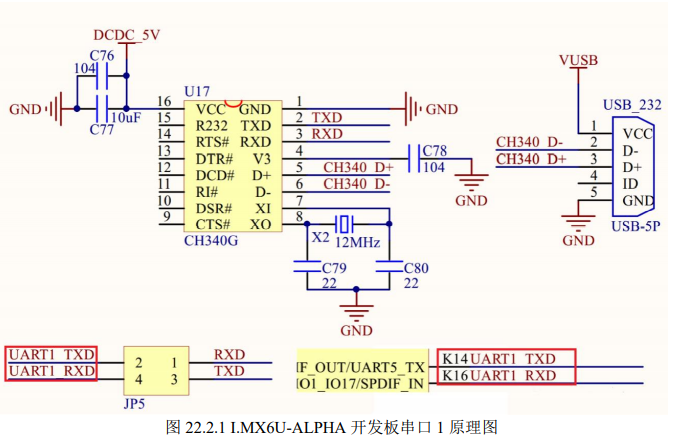 DCDC_5V
C76
104
GND
10uF
C77
U17
16 VCC GND 1
15 R232 TXD 2 TXD
14 RTS# RXD 3 RXD
13 DTR# V3 4
12 DCD# D+ 5 CH340 D+
11 RI# D- 6 CH340 D-
10 DSR# XI 7
9 CTS# XO 8
CH340G
GND
C78
104
GND
X2 12MHz
C79
22
C80
22
GND
VUSB
USB_232
1 VCC
CH340 D- 2 D-
CH340 D+ 3 D+
4 ID
5 GND
GND
USB-5P
UART1_TXD 2 1 RXD
UART1_RXD 4 3 TXD
JP5
IF_OUT/UART5_TX K14 UART1_TXD
IO1_IO17/SPDIF_IN K16 UART1_RXD
图 22.2.1 I.MX6U-ALPHA 开发板串口 1 原理图